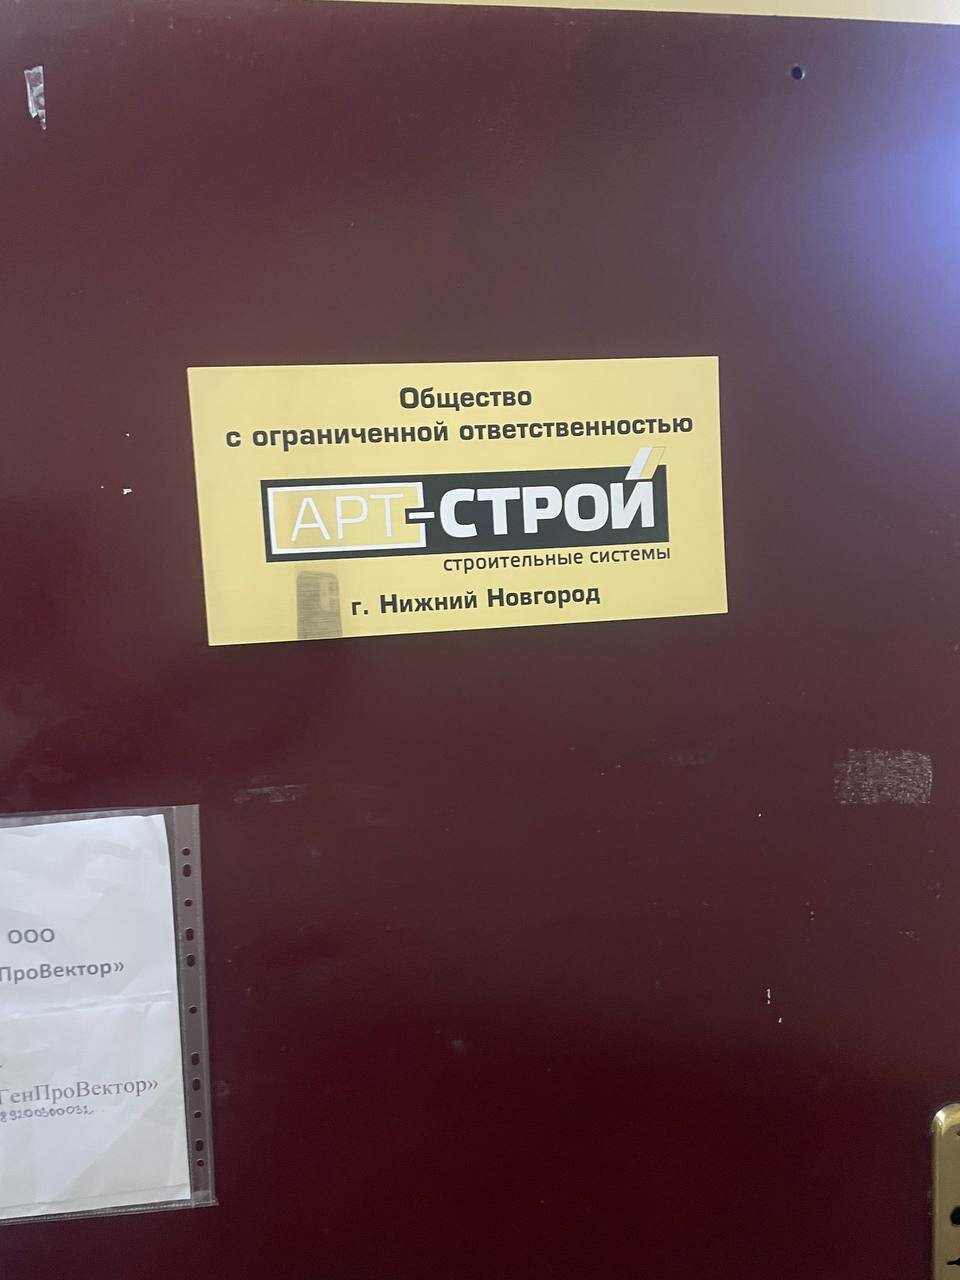 Общество
с ограниченной ответственностью
АРТ-СТРОЙ
строительные системы
г. Нижний Новгород
ООО
ПроВектор»
ГенПроВектор»